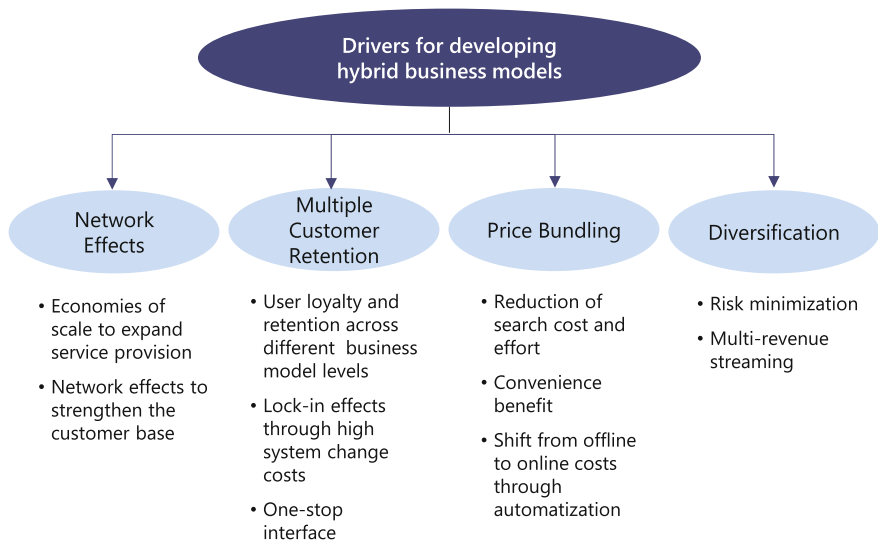 Drivers for developing
hybrid business models
Network
Effects
• Economies of
scale to expand
service provision
• Network effects to
strengthen the
customer base
Multiple
Customer
Retention
• User loyalty and
retention across
different business
model levels
• Lock-in effects
through high
system change
costs
• One-stop
interface
Price Bundling
• Reduction of
search cost and
effort
• Convenience
benefit
• Shift from offline
to online costs
through
automatization
Diversification
• Risk minimization
• Multi-revenue
streaming